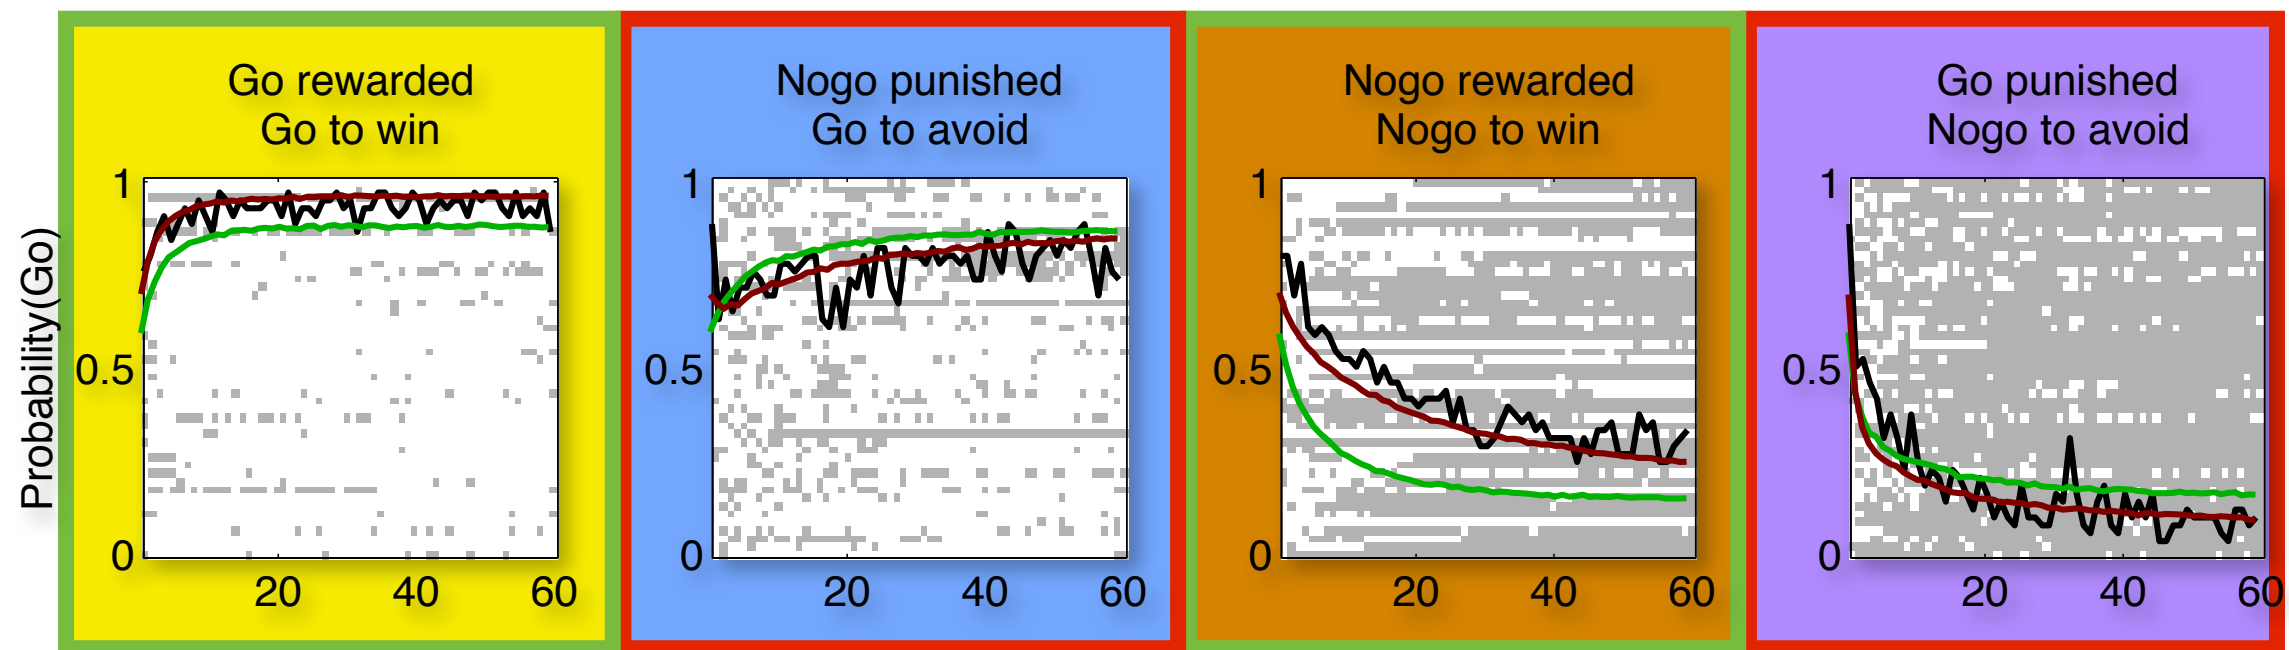 Probability(Go)
Go rewarded
Go to win
1
0.5
0
20 40 60
Nogo punished
Go to avoid
1
0.5
0
20 40 60
Nogo rewarded
Nogo to win
1
0.5
0
20 40 60
Go punished
Nogo to avoid
1
0.5
0
20 40 60